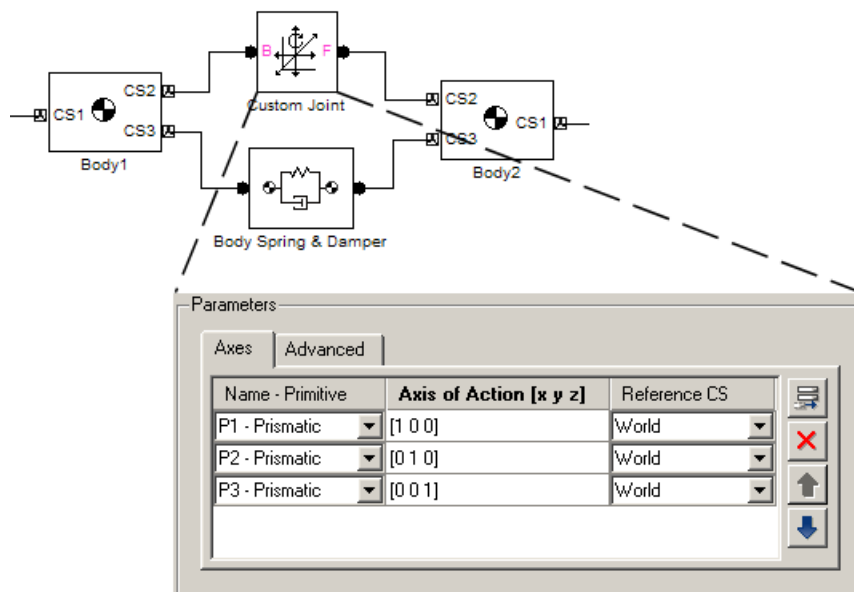 B C F
CS2
Custom Joint
CS1
CS3
Body1
CS2
CS1
CS3
Body2
Body Spring & Damper
Parameters
Axes Advanced
Name - Primitive Axis of Action [x y z] Reference CS
P1 - Prismatic [1 0 0] World
P2 - Prismatic [0 1 0] World
P3 - Prismatic [0 0 1] World